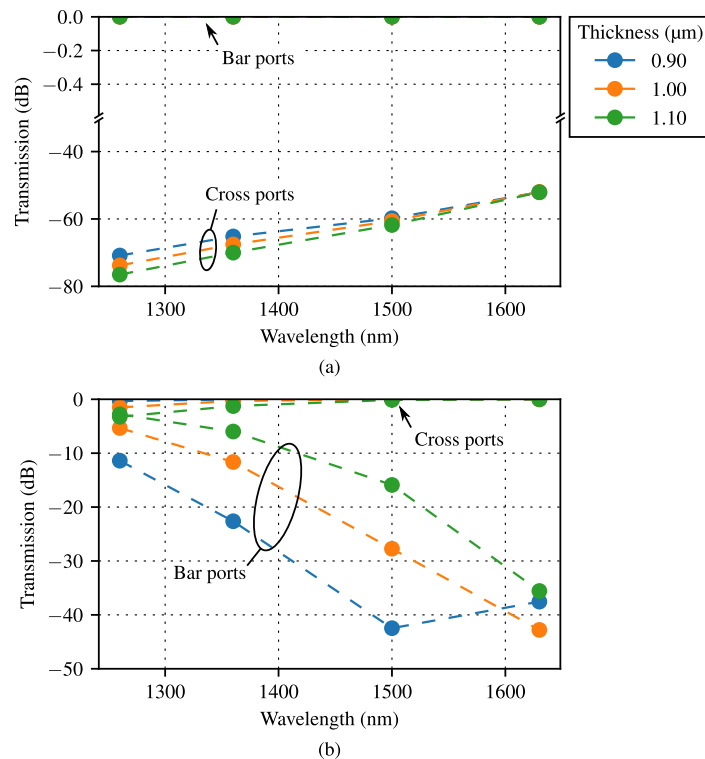 0.0
−0.2
−0.4
−40
−60
−80
Transmission (dB)
Bar ports
Cross ports
1300 1400 1500 1600
Wavelength (nm)
(a)
Thickness (μm)
0.90
1.00
1.10
0
−10
−20
−30
−40
−50
Transmission (dB)
Cross ports
Bar ports
1300 1400 1500 1600
Wavelength (nm)
(b)